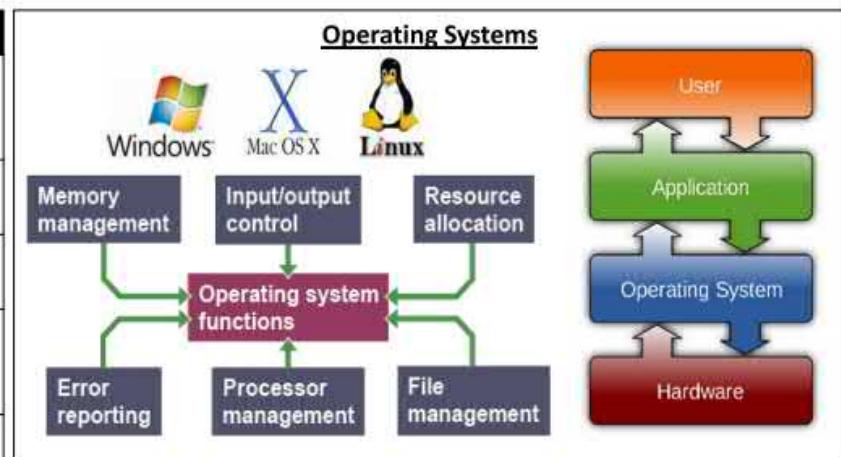 Operating Systems
Windows
Mac OS X
Linux
Memory
management
Input/output
control
Resource
allocation
Operating system
functions
Error
reporting
Processor
management
File
management
User
Application
Operating System
Hardware